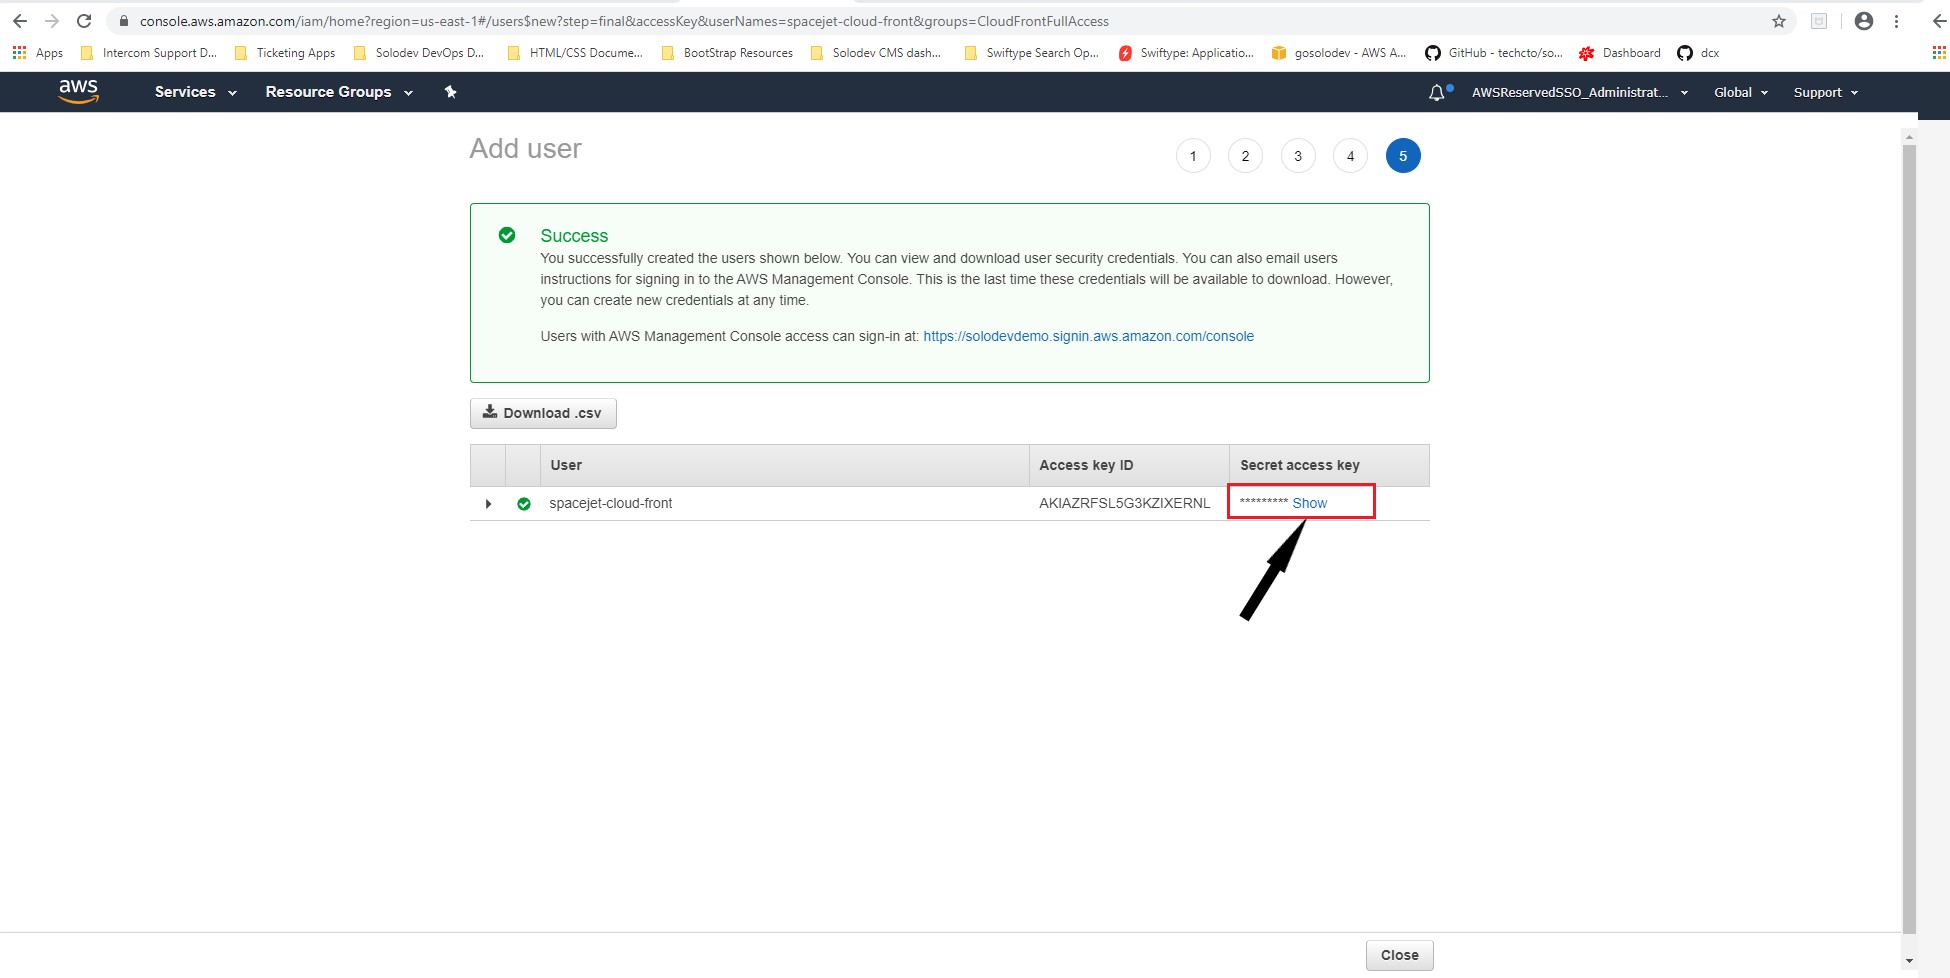 console.aws.amazon.com/iam/home?region=us-east-1#/users$new?step=final&accessKey&userNames=spacejet-cloud-front&groups=CloudFrontFullAccess
Apps Intercom Support D... Ticketing Apps Solodev DevOps D... HTML/CSS Docume... BootStrap Resources Solodev CMS dash... Swiftype Search Op... Swiftype: Applicatio... gosolodev - AWS A... GitHub - techcto/so... Dashboard dcx
aws Services Resource Groups AWSReservedSSO_Administrat... Global Support
Add user 1 2 3 4 5
Success
You successfully created the users shown below. You can view and download user security credentials. You can also email users
instructions for signing in to the AWS Management Console. This is the last time these credentials will be available to download. However,
you can create new credentials at any time.
Users with AWS Management Console access can sign-in at: https://solodevdemo.signin.aws.amazon.com/console
Download .csv
User Access key ID Secret access key
spacejet-cloud-front AKIAZRFSL5G3KZIXERNL ********* Show
Close